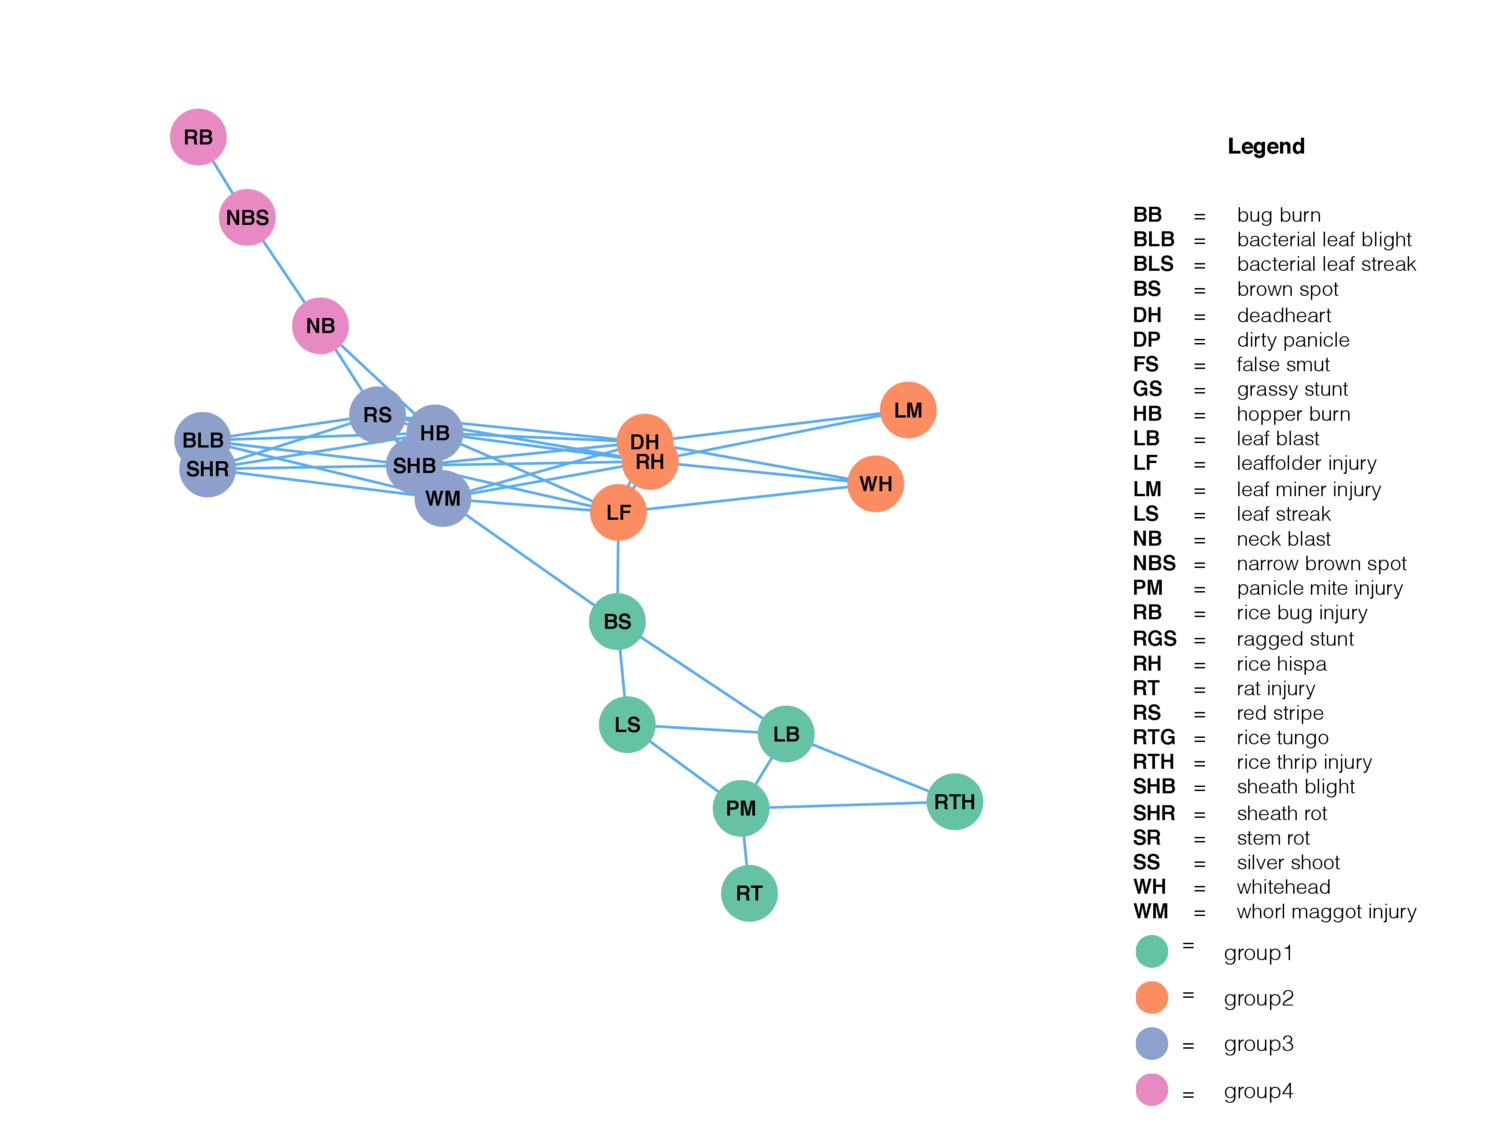 RB
NBS
NB
RS
HB
BLB
SHR
SHB
WM
DH
RH
LF
LM
WH
BS
LS
LB
PM
RTH
RT
Legend
BB = bug burn
BLB = bacterial leaf blight
BLS = bacterial leaf streak
BS = brown spot
DH = deadheart
DP = dirty panicle
FS = false smut
GS = grassy stunt
HB = hopper burn
LB = leaf blast
LF = leaffolder injury
LM = leaf miner injury
LS = leaf streak
NB = neck blast
NBS = narrow brown spot
PM = panicle mite injury
RB = rice bug injury
RGS = ragged stunt
RH = rice hispa
RT = rat injury
RS = red stripe
RTG = rice tungo
RTH = rice thrip injury
SHB = sheath blight
SHR = sheath rot
SR = stem rot
SS = silver shoot
WH = whitehead
WM = whorl maggot injury
= group1
= group2
= group3
= group4